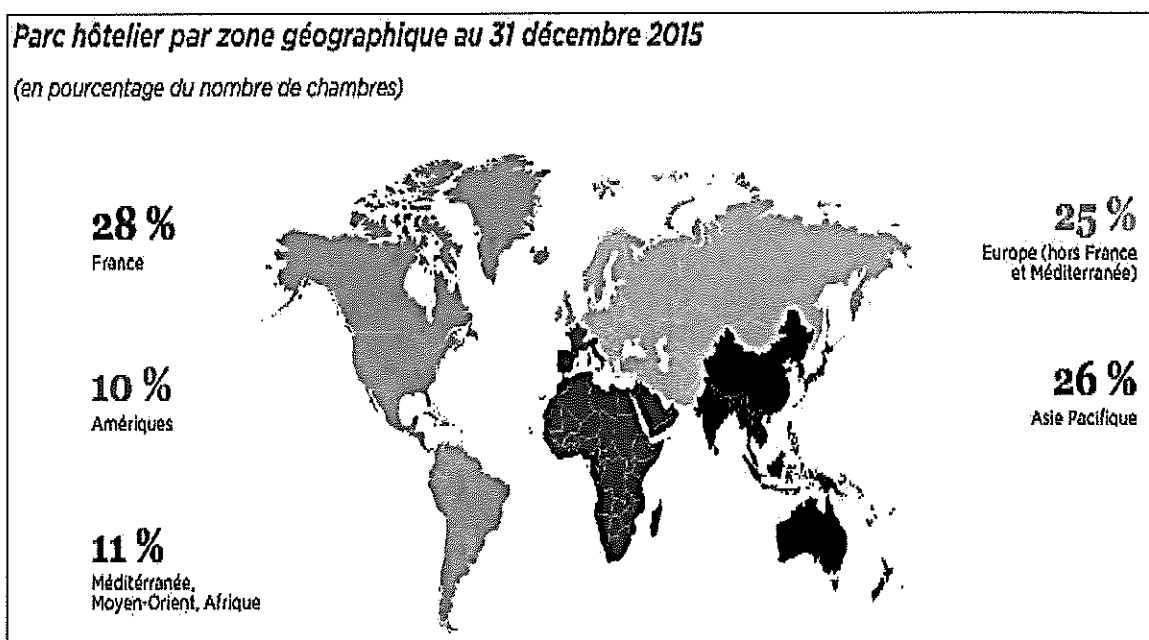 Parc hôtelier par zone géographique au 31 décembre 2015
(en pourcentage du nombre de chambres)
28 %
France
10 %
Amériques
11 %
Méditérranée,
Moyen-Orient, Afrique
25 %
Europe (hors France
et Méditerranée)
26 %
Asie Pacifique